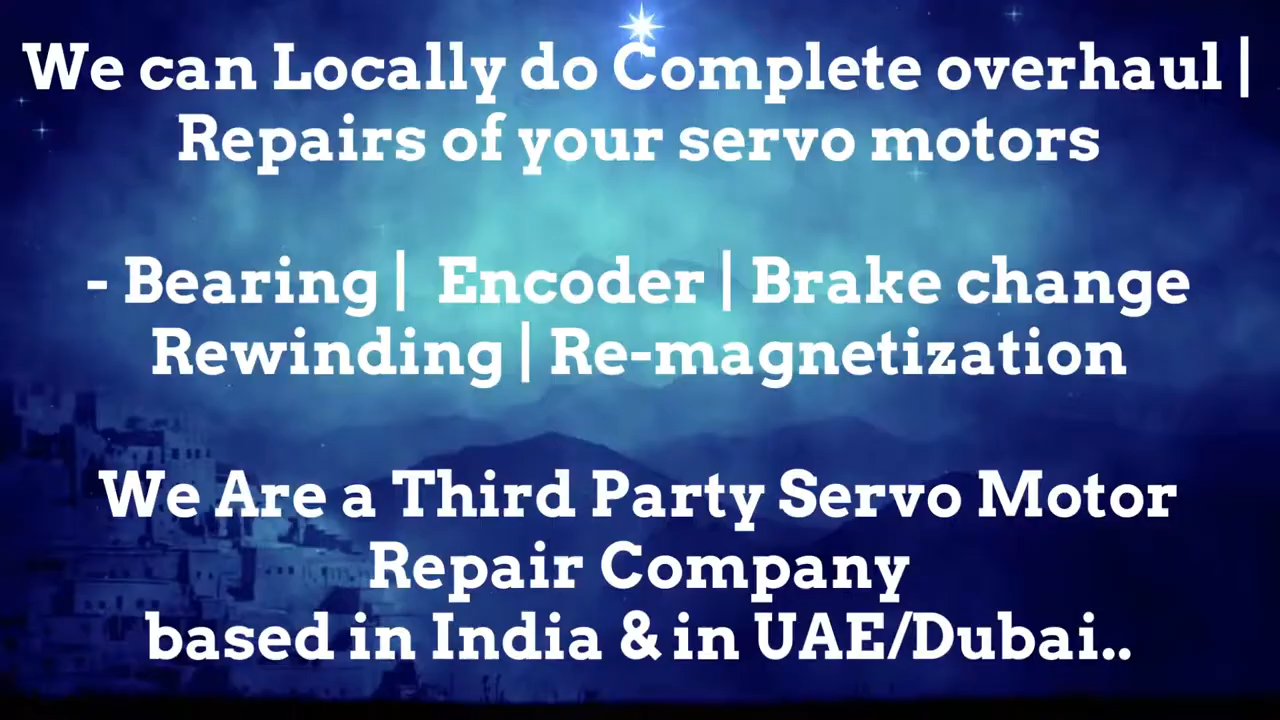 We can Locally do Complete overhaul |
Repairs of your servo motors
- Bearing | Encoder | Brake change
Rewinding | Re-magnetization
We Are a Third Party Servo Motor
Repair Company
based in India & in UAE/Dubai..